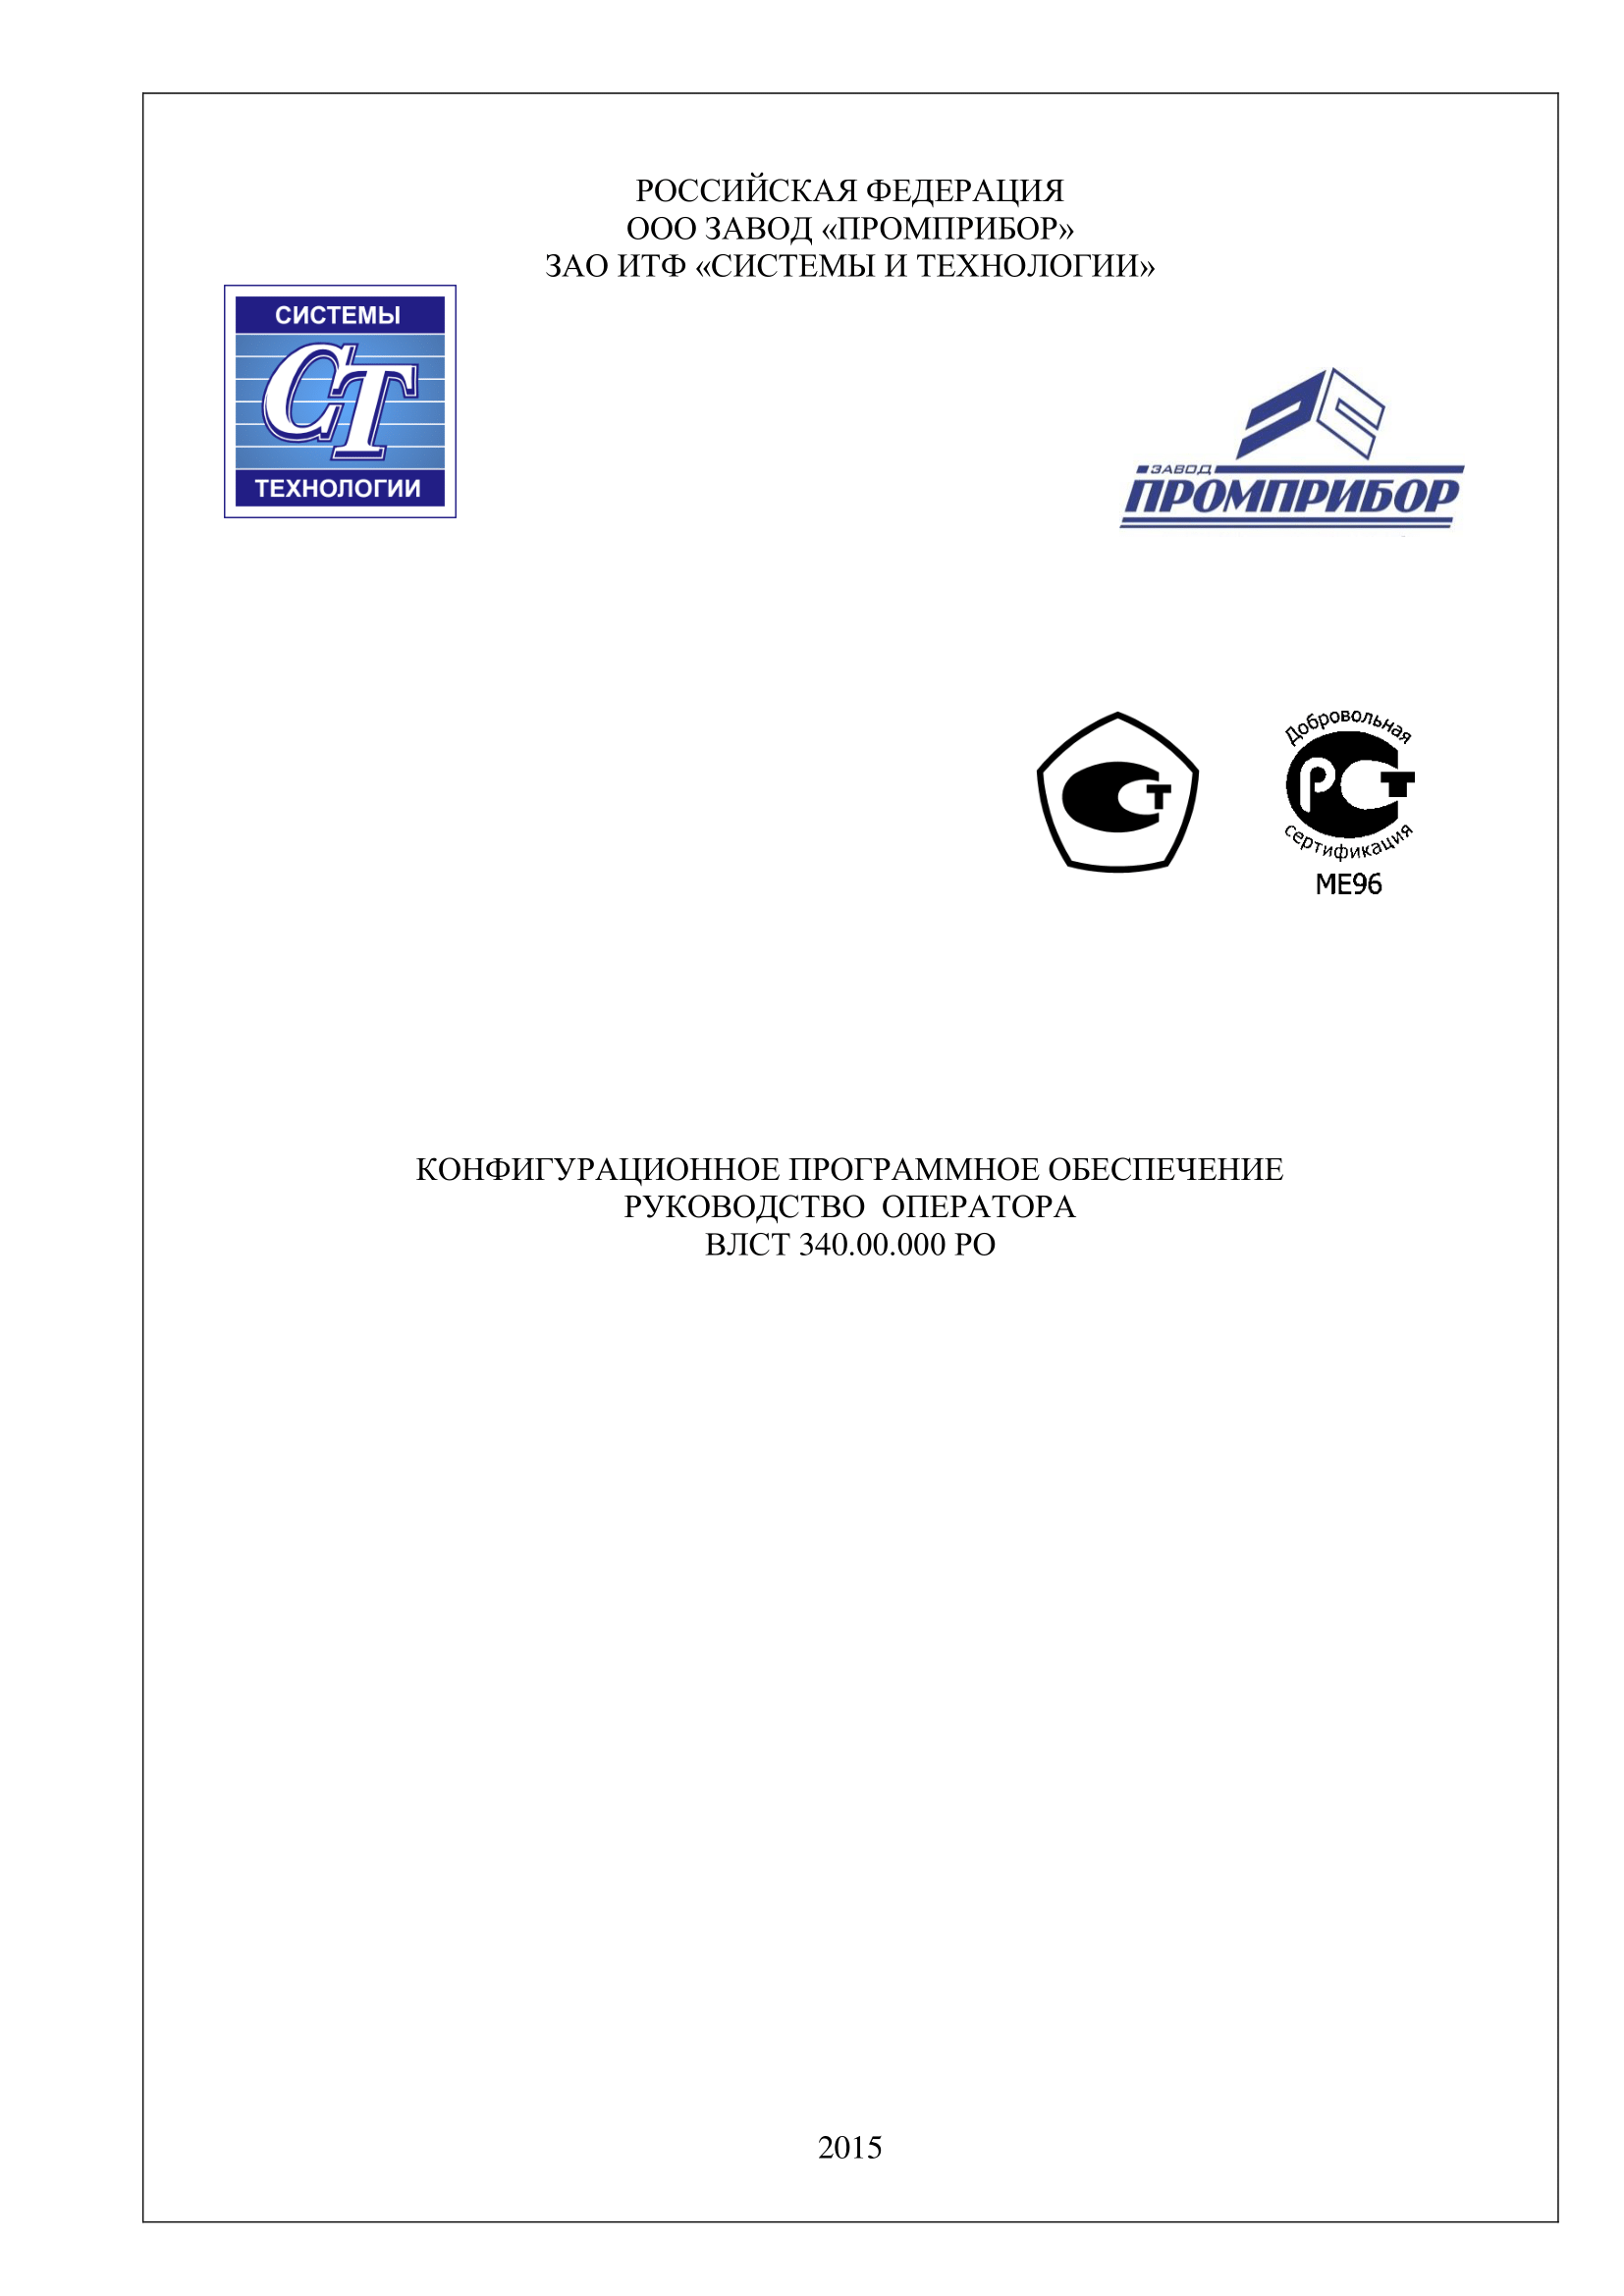 РОССИЙСКАЯ ФЕДЕРАЦИЯ
ООО ЗАВОД «ПРОМПРИБОР»
ЗАО ИТФ «СИСТЕМЫ И ТЕХНОЛОГИИ»
СИСТЕМЫ
СТ
ТЕХНОЛОГИИ
ЗАВОД
ПРОМПРИБОР
Ст
Добровольная
РСт
сертификация
МЕ96
КОНФИГУРАЦИОННОЕ ПРОГРАММНОЕ ОБЕСПЕЧЕНИЕ
РУКОВОДСТВО ОПЕРАТОРА
ВЛСТ 340.00.000 РО
2015